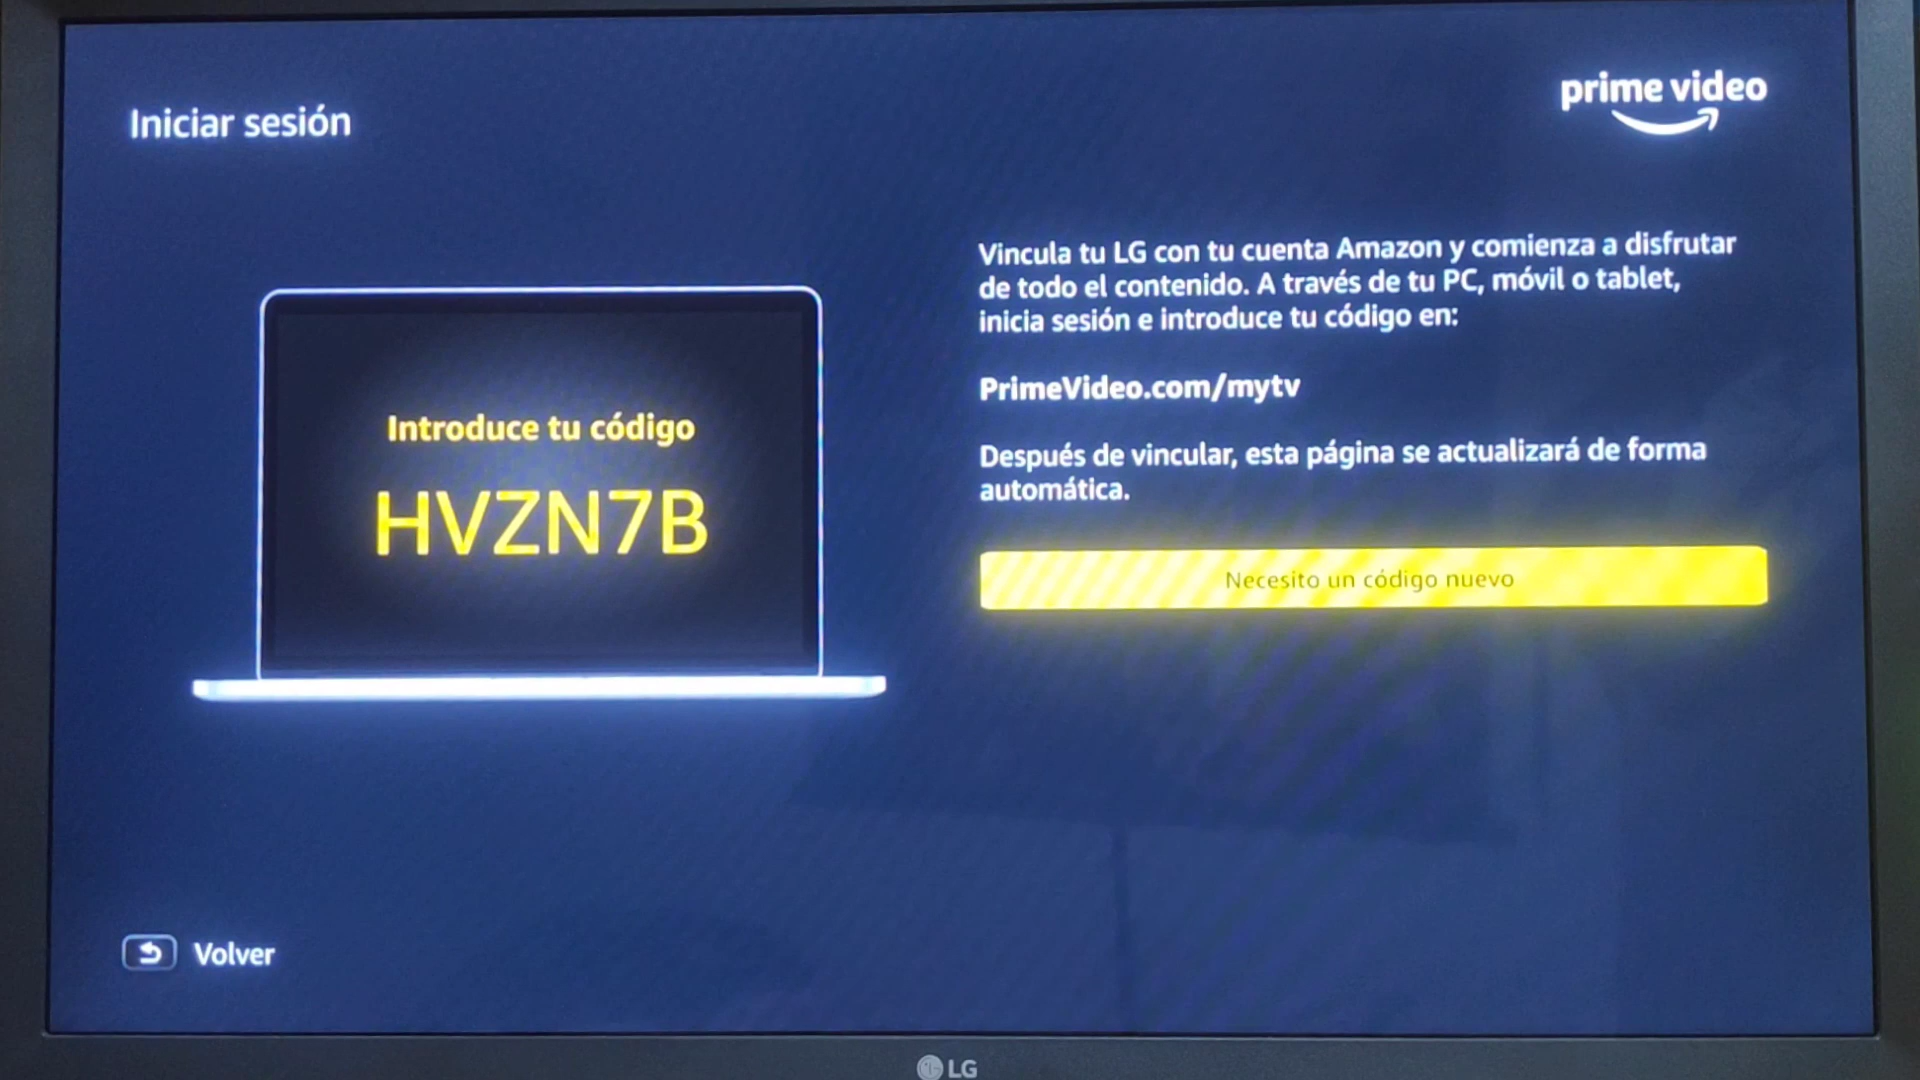 Iniciar sesión
prime video
Vincula tu LG con tu cuenta Amazon y comienza a disfrutar
de todo el contenido. A través de tu PC, móvil o tablet,
inicia sesión e introduce tu código en:
PrimeVideo.com/mytv
Después de vincular, esta página se actualizará de forma
automática.
Necesito un código nuevo
Introduce tu código
HVZN7B
Volver
LG